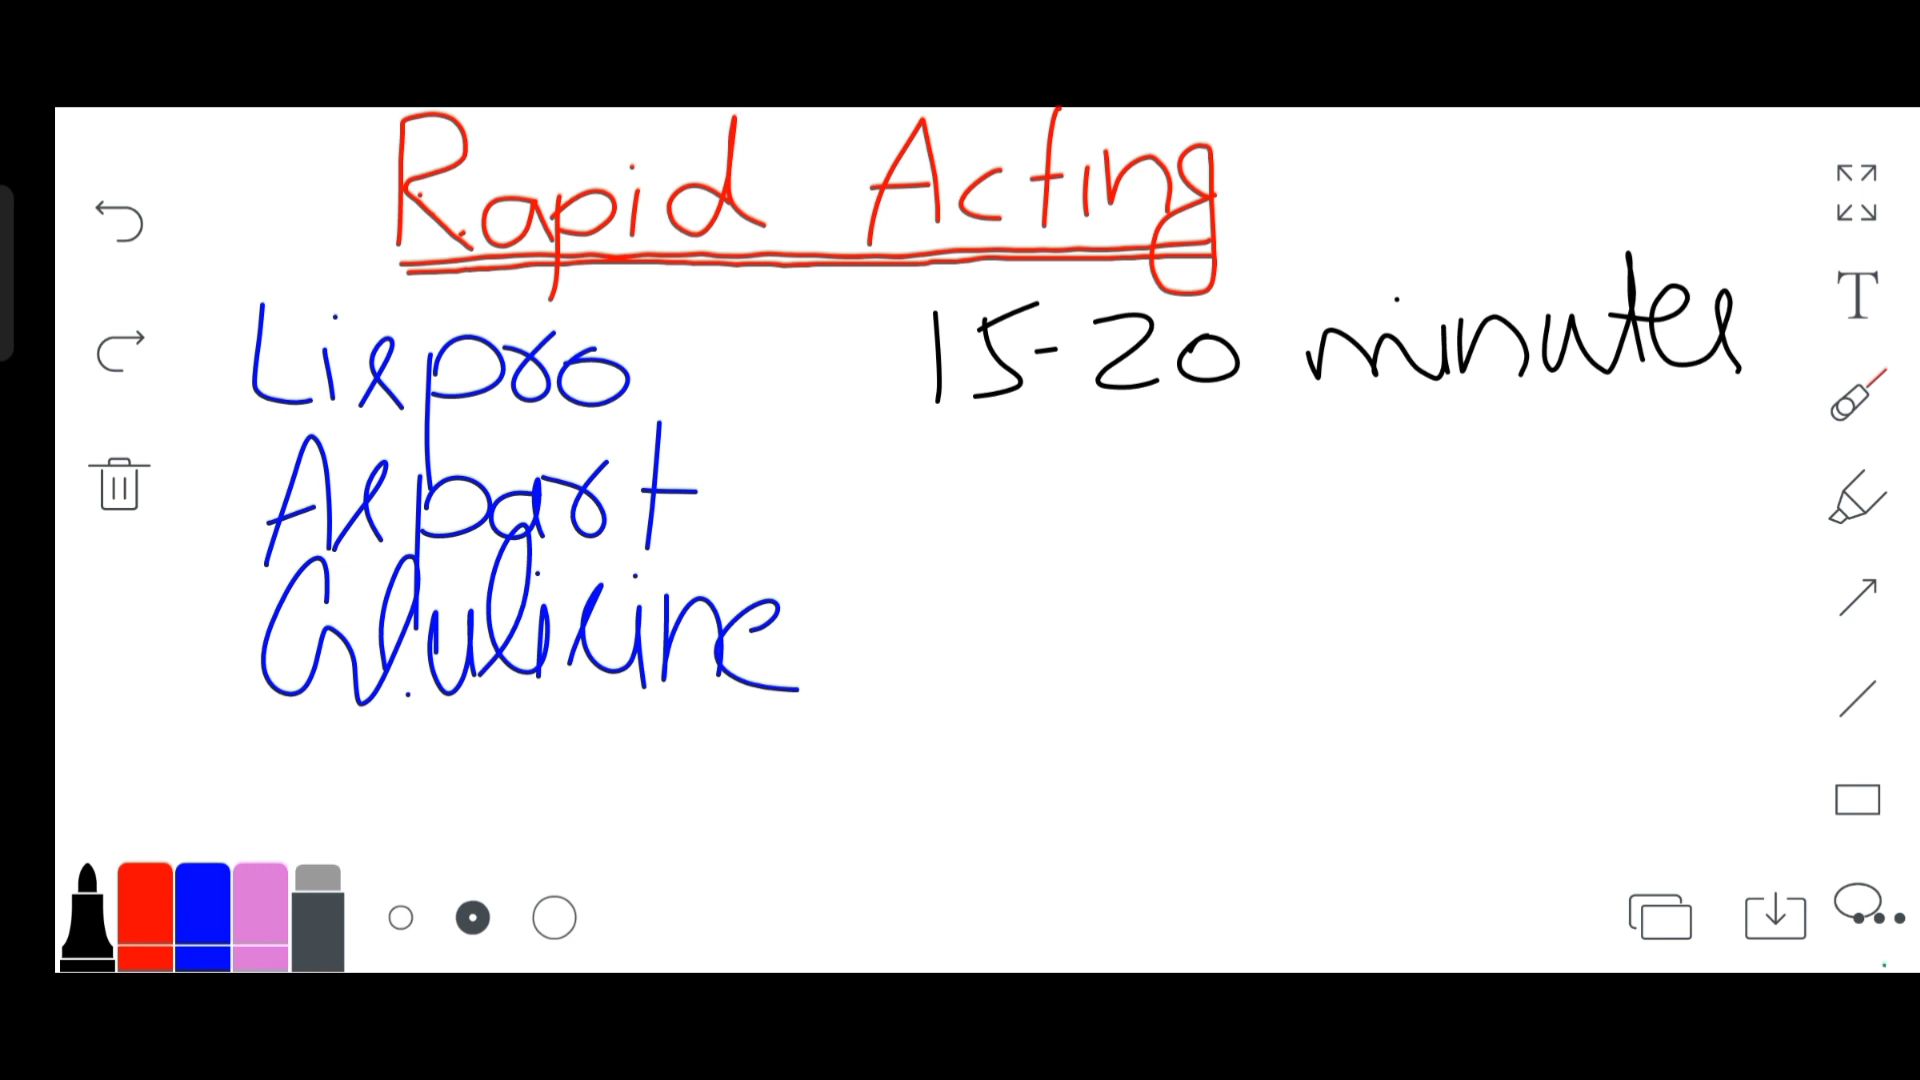 Rapid Acting
Lispro 15-20 minutes
Aspart
Glulisine
T